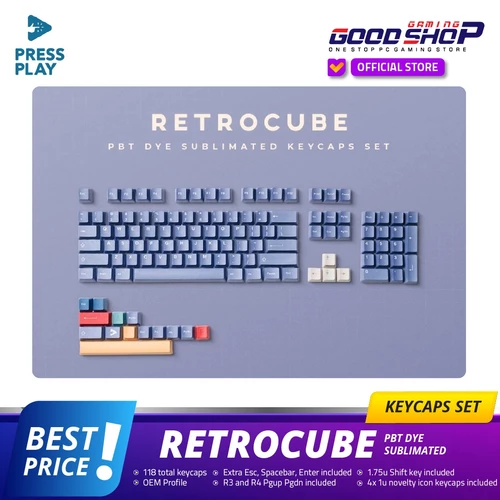 PRESS
PLAY
GAMING
GOODSHOP
ONE STOP PC GAMING STORE
OFFICIAL STORE
RETROCUBE
PBT DYE SUBLIMATED KEYCAPS SET
KEYCAPS SET
BEST
PRICE!
RETROCUBE
PBT DYE
SUBLIMATED
• 118 total keycaps
• OEM Profile
• Extra Esc, Spacebar, Enter included
• R3 and R4 Pgup Pgdn included
• 1.75u Shift key included
• 4x 1u novelty icon keycaps included